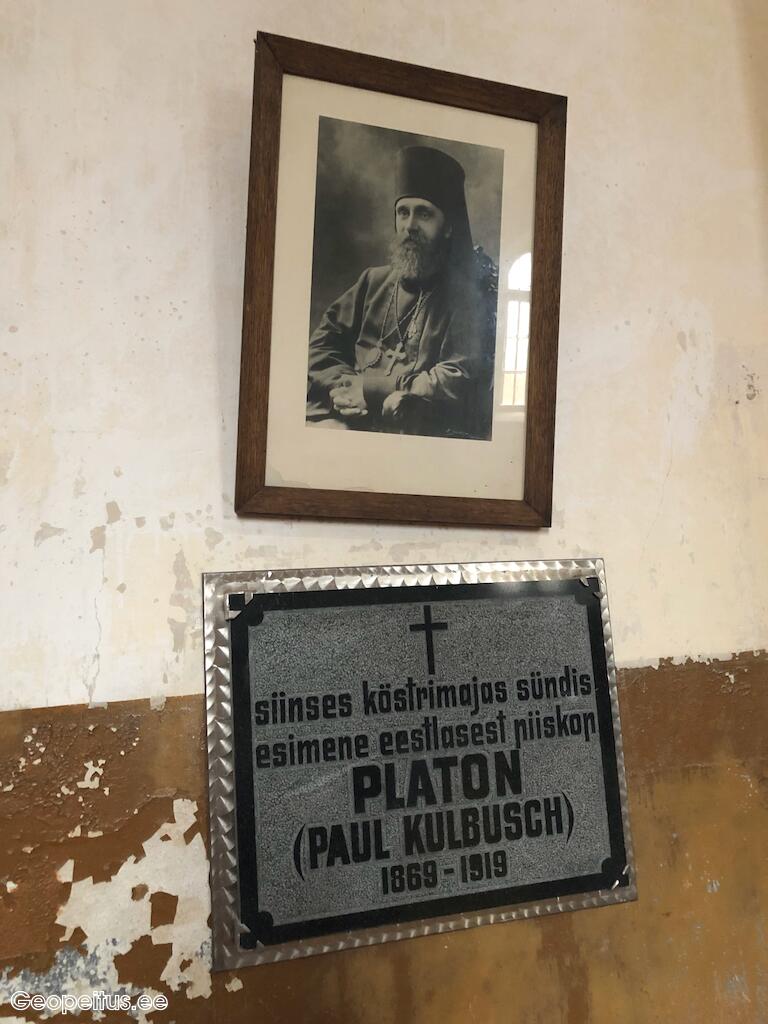 siinses köstrimajas sündis
esimene eestlasest piiskop
PLATON
(PAUL KULBUSCH)
1869-1919
Geopeitus.ee